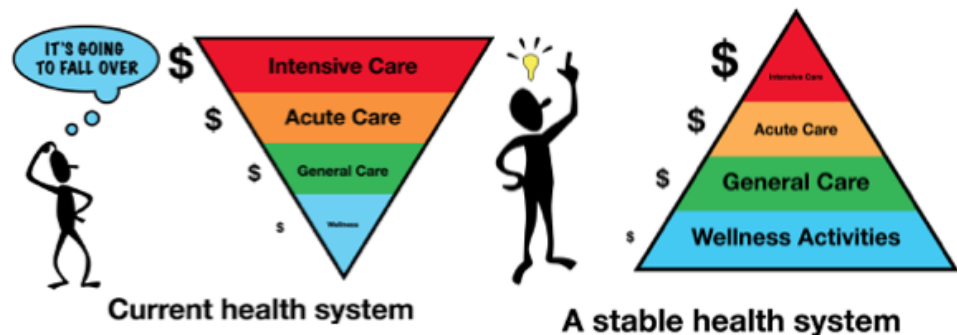 IT'S GOING
TO FALL OVER
$
Intensive Care
$
Acute Care
$
General Care
$
Wellness
Current health system
$
Intensive Care
$
Acute Care
$
General Care
$
Wellness Activities
A stable health system